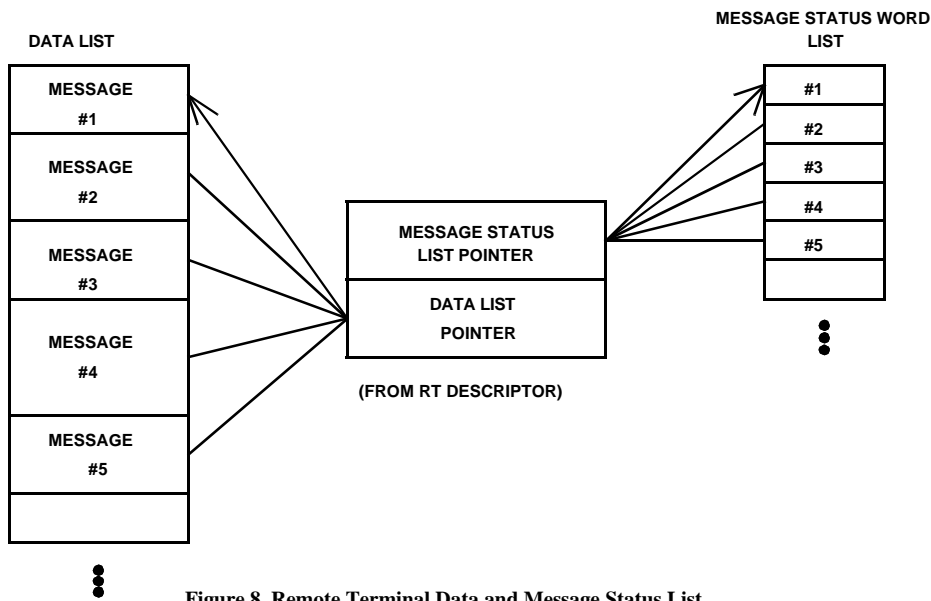 MESSAGE STATUS WORD
LIST
DATA LIST
MESSAGE
#1
MESSAGE
#2
MESSAGE
#3
MESSAGE
#4
MESSAGE
#5
MESSAGE STATUS
LIST POINTER
DATA LIST
POINTER
(FROM RT DESCRIPTOR)
#1
#2
#3
#4
#5
Figure 8. Remote Terminal Data and Message Status List